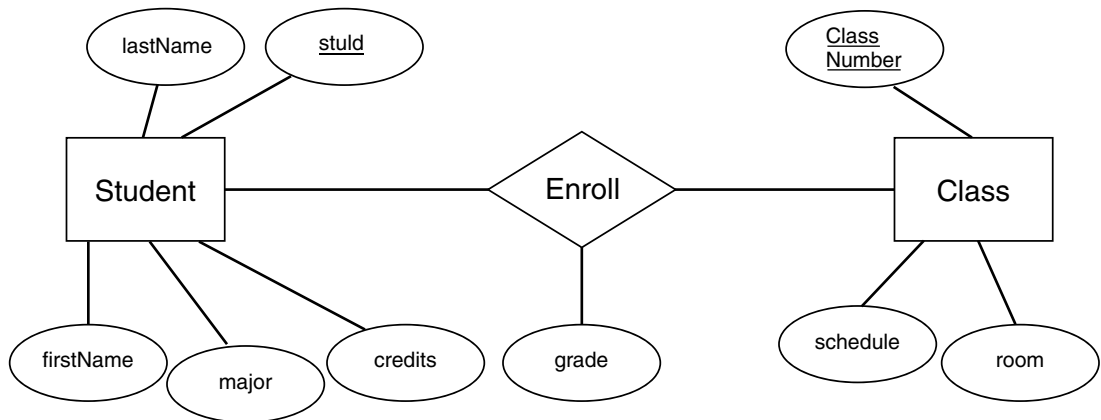 lastName
stuId
Class
Number
Student
Enroll
Class
firstName
major
credits
grade
schedule
room